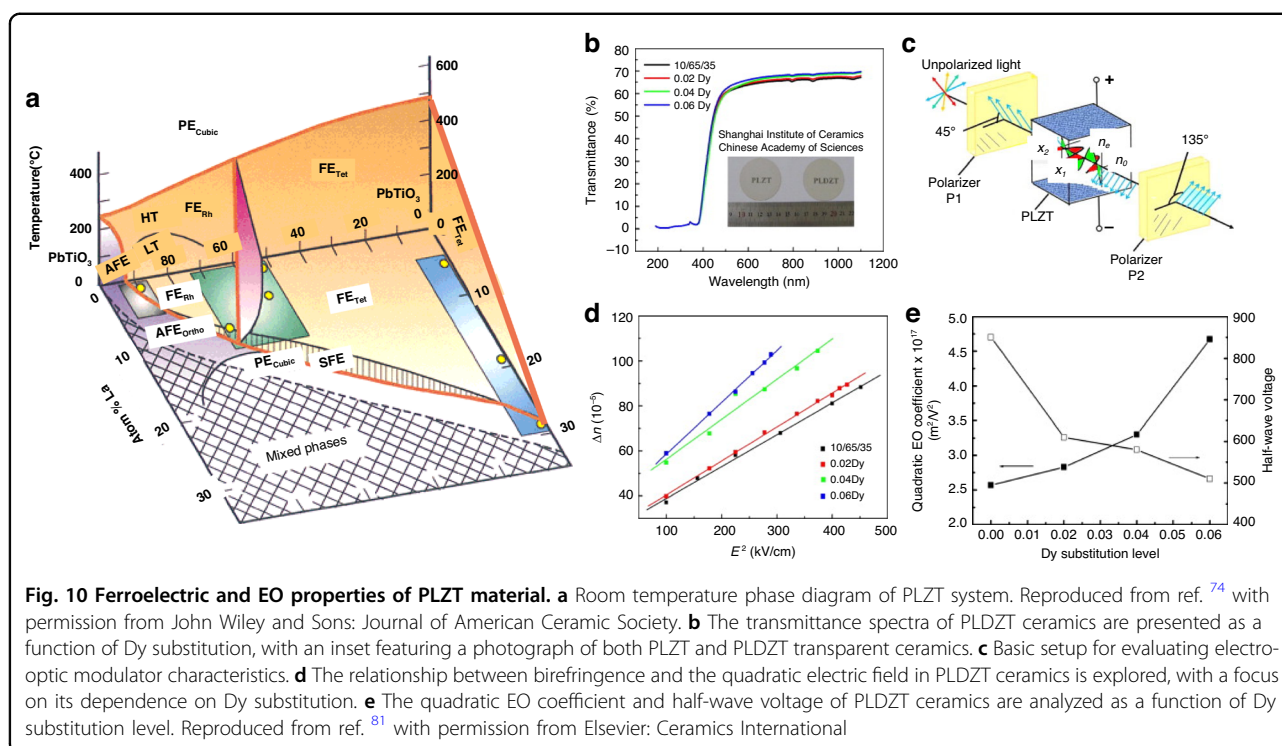 a
PE Cubic
Temperature(°C)
400
200
0
PbTiO3
HT
FERh
FETet
AFE
LT
80
60
40
20
0
PbTiO3
600
400
200
0
FETet
FERh
AFEOrtho
FETet
PECubic
SFE
0
10
20
30
Atom % La
10
20
30
Mixed phases
b
Transmittance (%)
80
70
60
50
40
30
20
10
0
−10
10/65/35
0.02 Dy
0.04 Dy
0.06 Dy
Shanghai Institute of Ceramics
Chinese Academy of Sciences
PLZT
PLDZT
200 400 600 800 1000 1200
Wavelength (nm)
c
Unpolarized light
45°
Polarizer
P1
x2
x1
ne
n0
PLZT
+
−
135°
Polarizer
P2
d
Δn (10−5)
120
100
80
60
40
10/65/35
0.02Dy
0.04Dy
0.06Dy
100 200 300 400 500
E2 (kV/cm)
e
Quadratic EO coefficient x 1017
(m2/V2)
5.0
4.5
4.0
3.5
3.0
2.5
2.0
900
800
700
600
500
400
Half-wave voltage
0.00 0.01 0.02 0.03 0.04 0.05 0.06
Dy substitution level
Fig. 10 Ferroelectric and EO properties of PLZT material. a Room temperature phase diagram of PLZT system. Reproduced from ref. 74 with
permission from John Wiley and Sons: Journal of American Ceramic Society. b The transmittance spectra of PLDZT ceramics are presented as a
function of Dy substitution, with an inset featuring a photograph of both PLZT and PLDZT transparent ceramics. c Basic setup for evaluating electro-
optic modulator characteristics. d The relationship between birefringence and the quadratic electric field in PLDZT ceramics is explored, with a focus
on its dependence on Dy substitution. e The quadratic EO coefficient and half-wave voltage of PLDZT ceramics are analyzed as a function of Dy
substitution level. Reproduced from ref. 81 with permission from Elsevier: Ceramics International